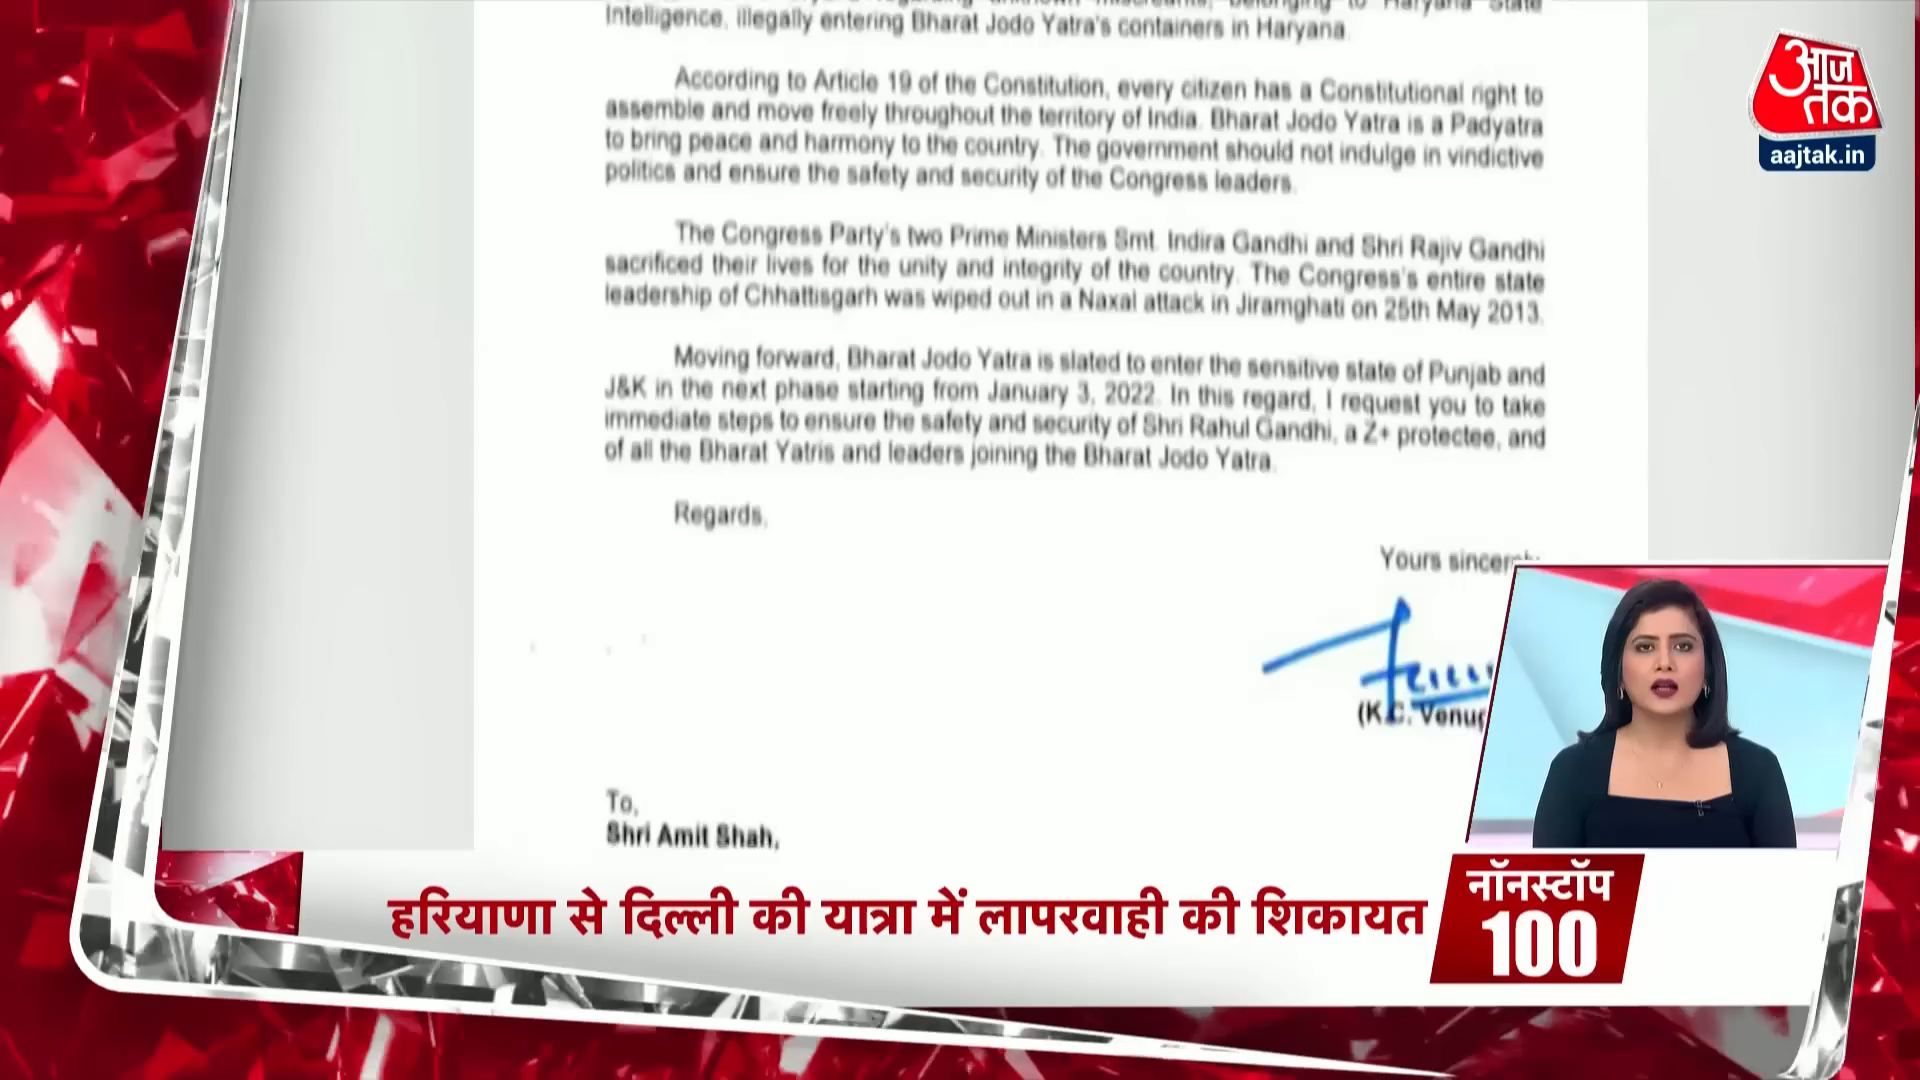 Intelligence, illegally entering Bharat Jodo Yatra's containers in Haryana.
According to Article 19 of the Constitution, every citizen has a Constitutional right to
assemble and move freely throughout the territory of India. Bharat Jodo Yatra is a Padyatra
to bring peace and harmony to the country. The government should not indulge in vindictive
politics and ensure the safety and security of the Congress leaders.
The Congress Party's two Prime Ministers Smt. Indira Gandhi and Shri Rajiv Gandhi
sacrificed their lives for the unity and integrity of the country. The Congress's entire state
leadership of Chhattisgarh was wiped out in a Naxal attack in Jiramghati on 25th May 2013.
Moving forward, Bharat Jodo Yatra is slated to enter the sensitive state of Punjab and
J&K in the next phase starting from January 3, 2022. In this regard, I request you to take
immediate steps to ensure the safety and security of Shri Rahul Gandhi, a Z+ protectee, and
of all the Bharat Yatris and leaders joining the Bharat Jodo Yatra.
Regards,
Yours
(K.C.
To,
Shri Amit Shah,
आज
तक
aajtak.in
हरियाणा से दिल्ली की यात्रा में लापरवाही की शिकायत
नॉनस्टॉप
100